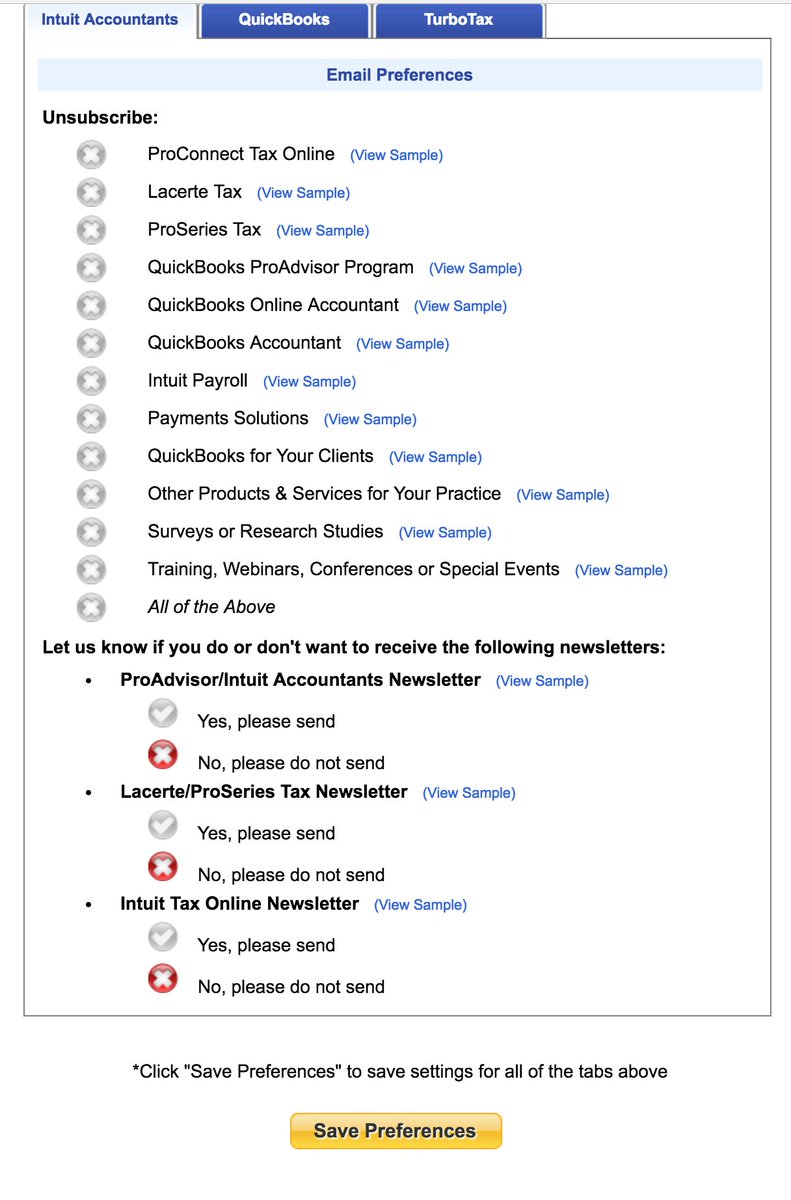 Intuit Accountants QuickBooks TurboTax
Email Preferences
Unsubscribe:
ProConnect Tax Online (View Sample)
Lacerte Tax (View Sample)
ProSeries Tax (View Sample)
QuickBooks ProAdvisor Program (View Sample)
QuickBooks Online Accountant (View Sample)
QuickBooks Accountant (View Sample)
Intuit Payroll (View Sample)
Payments Solutions (View Sample)
QuickBooks for Your Clients (View Sample)
Other Products & Services for Your Practice (View Sample)
Surveys or Research Studies (View Sample)
Training, Webinars, Conferences or Special Events (View Sample)
All of the Above
Let us know if you do or don't want to receive the following newsletters:
• ProAdvisor/Intuit Accountants Newsletter (View Sample)
Yes, please send
No, please do not send
• Lacerte/ProSeries Tax Newsletter (View Sample)
Yes, please send
No, please do not send
• Intuit Tax Online Newsletter (View Sample)
Yes, please send
No, please do not send
*Click "Save Preferences" to save settings for all of the tabs above
Save Preferences